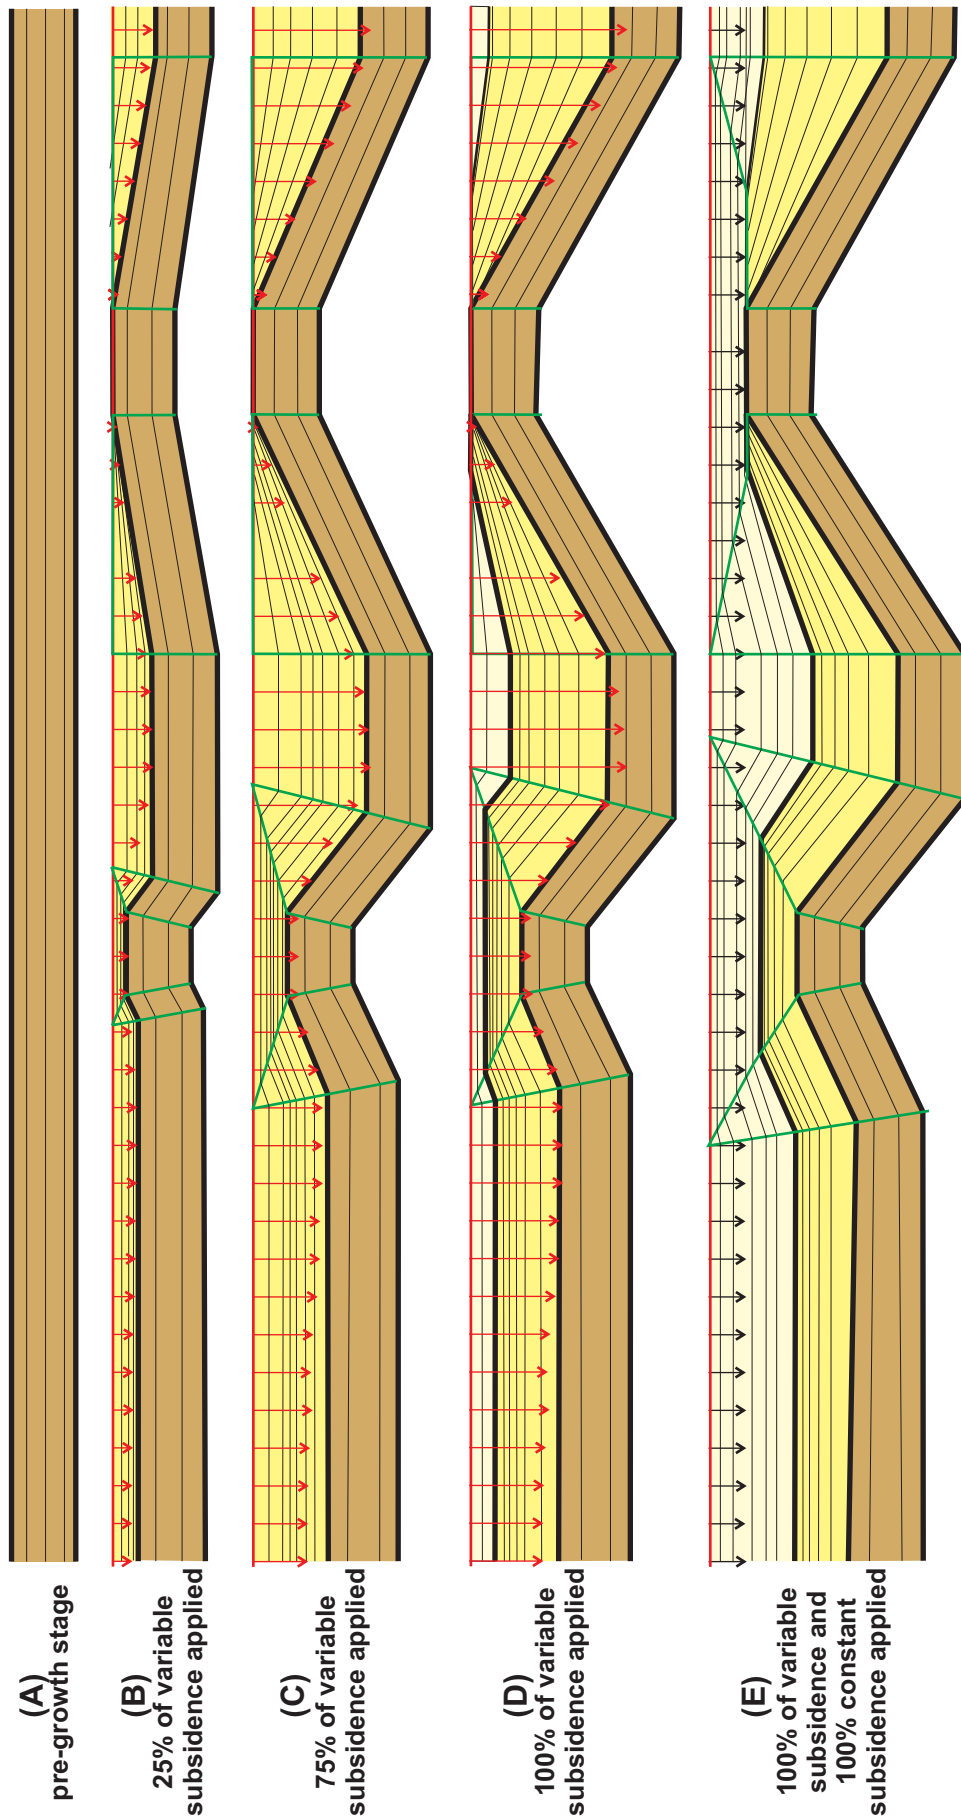 (A)
pre-growth stage
(B)
25% of variable
subsidence applied
(C)
75% of variable
subsidence applied
(D)
100% of variable
subsidence applied
(E)
100% of variable
subsidence and
100% constant
subsidence applied